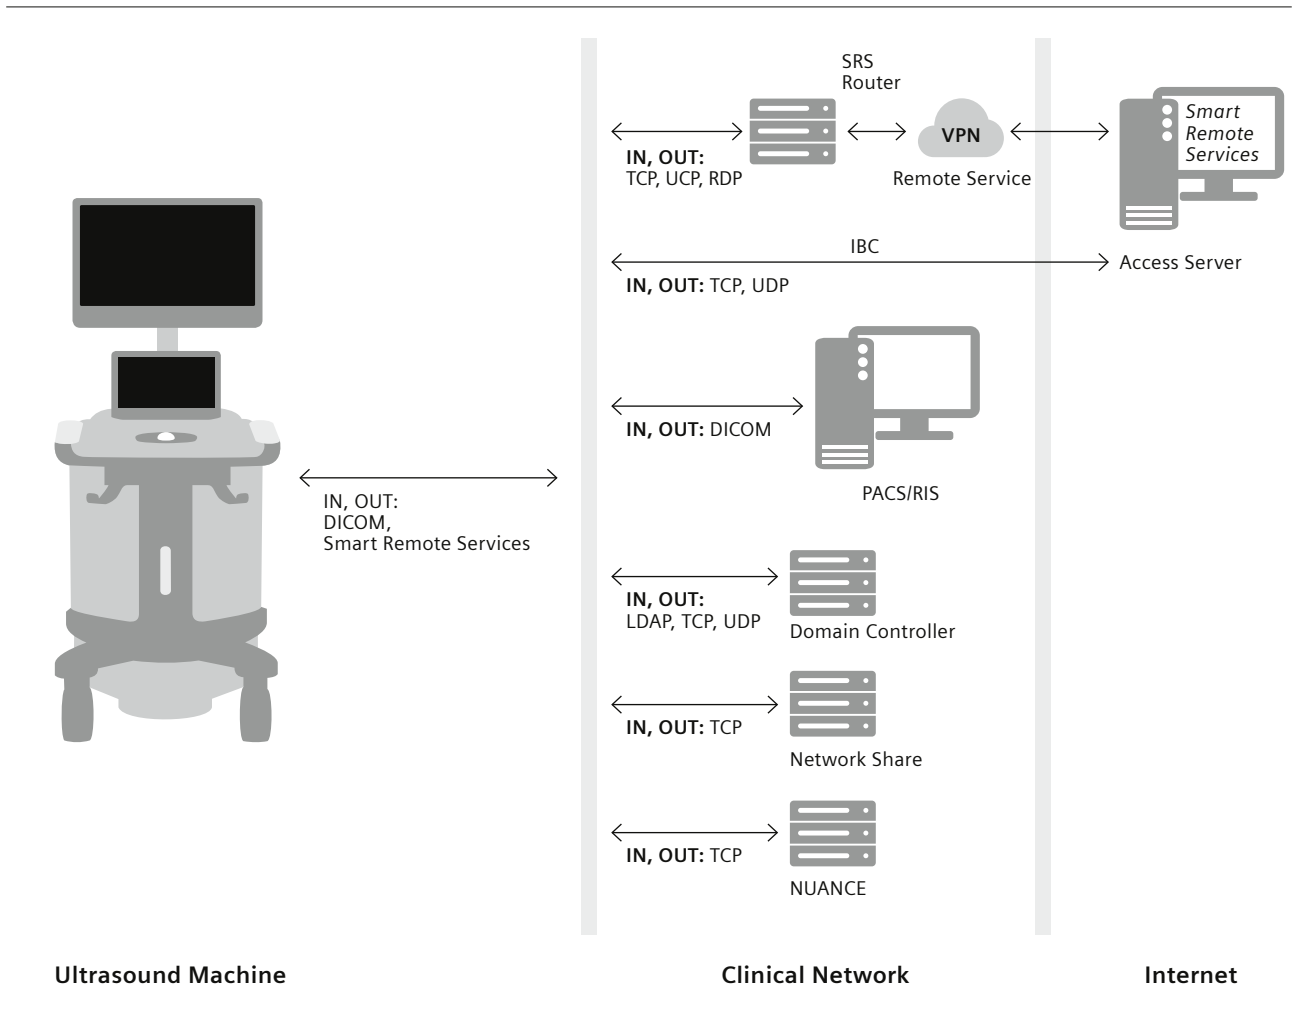 SRS
Router
VPN
Smart
Remote
Services
IN, OUT:
TCP, UCP, RDP
Remote Service
IBC
Access Server
IN, OUT: TCP, UDP
IN, OUT: DICOM
PACS/RIS
IN, OUT:
DICOM,
Smart Remote Services
IN, OUT:
LDAP, TCP, UDP
Domain Controller
IN, OUT: TCP
Network Share
IN, OUT: TCP
NUANCE
Ultrasound Machine
Clinical Network
Internet